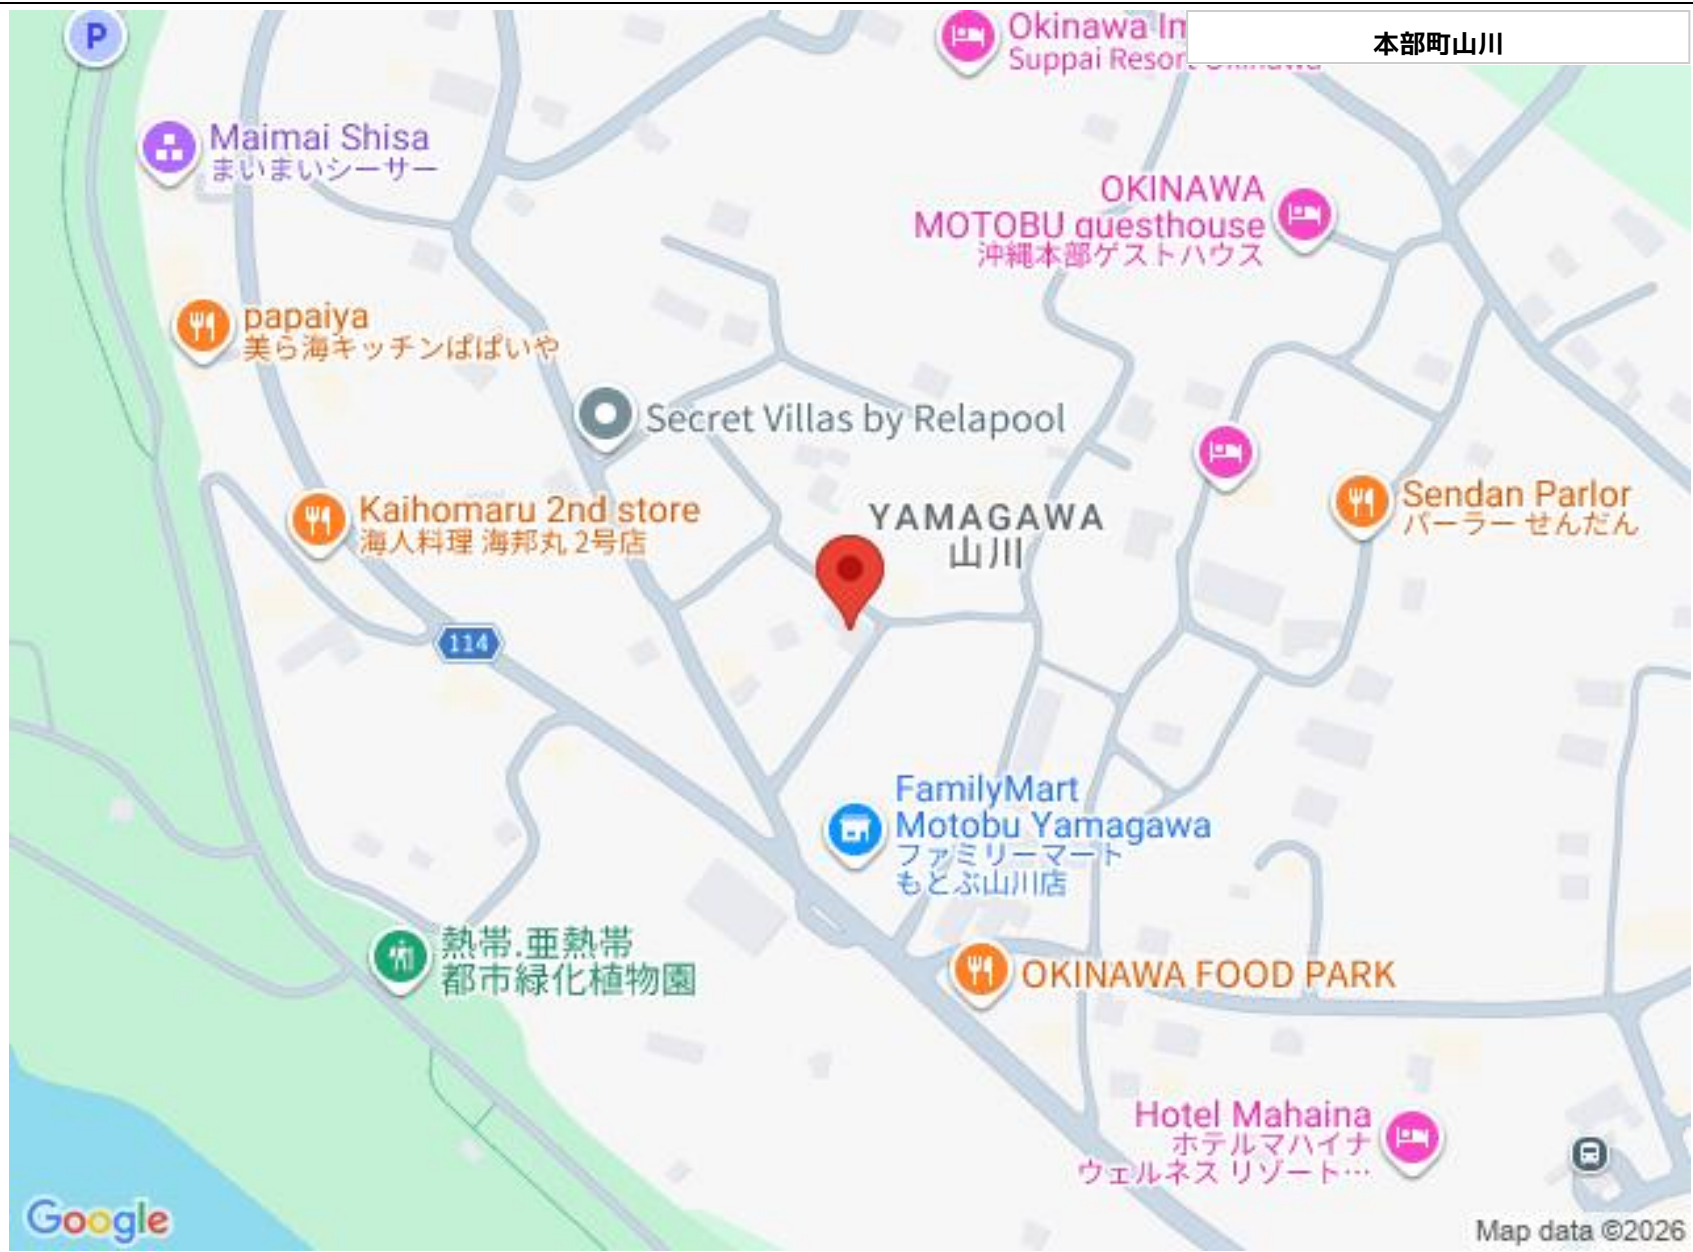 P
Okinawa In
Suppai Resort Okinawa
本部町山川
Maimai Shisa
まいまいシーサー
OKINAWA
MOTOBU guesthouse
沖縄本部ゲストハウス
papaiya
美ら海キッチンぱぱいや
Secret Villas by Relapool
Kaihomaru 2nd store
海人料理 海邦丸 2号店
YAMAGAWA
山川
Sendan Parlor
パーラー せんだん
114
FamilyMart
Motobu Yamagawa
ファミリーマート
もとぶ山川店
熱帯.亜熱帯
都市緑化植物園
OKINAWA FOOD PARK
Hotel Mahaina
ホテルマハイナ
ウェルネス リゾート…
Google
Map data ©2026